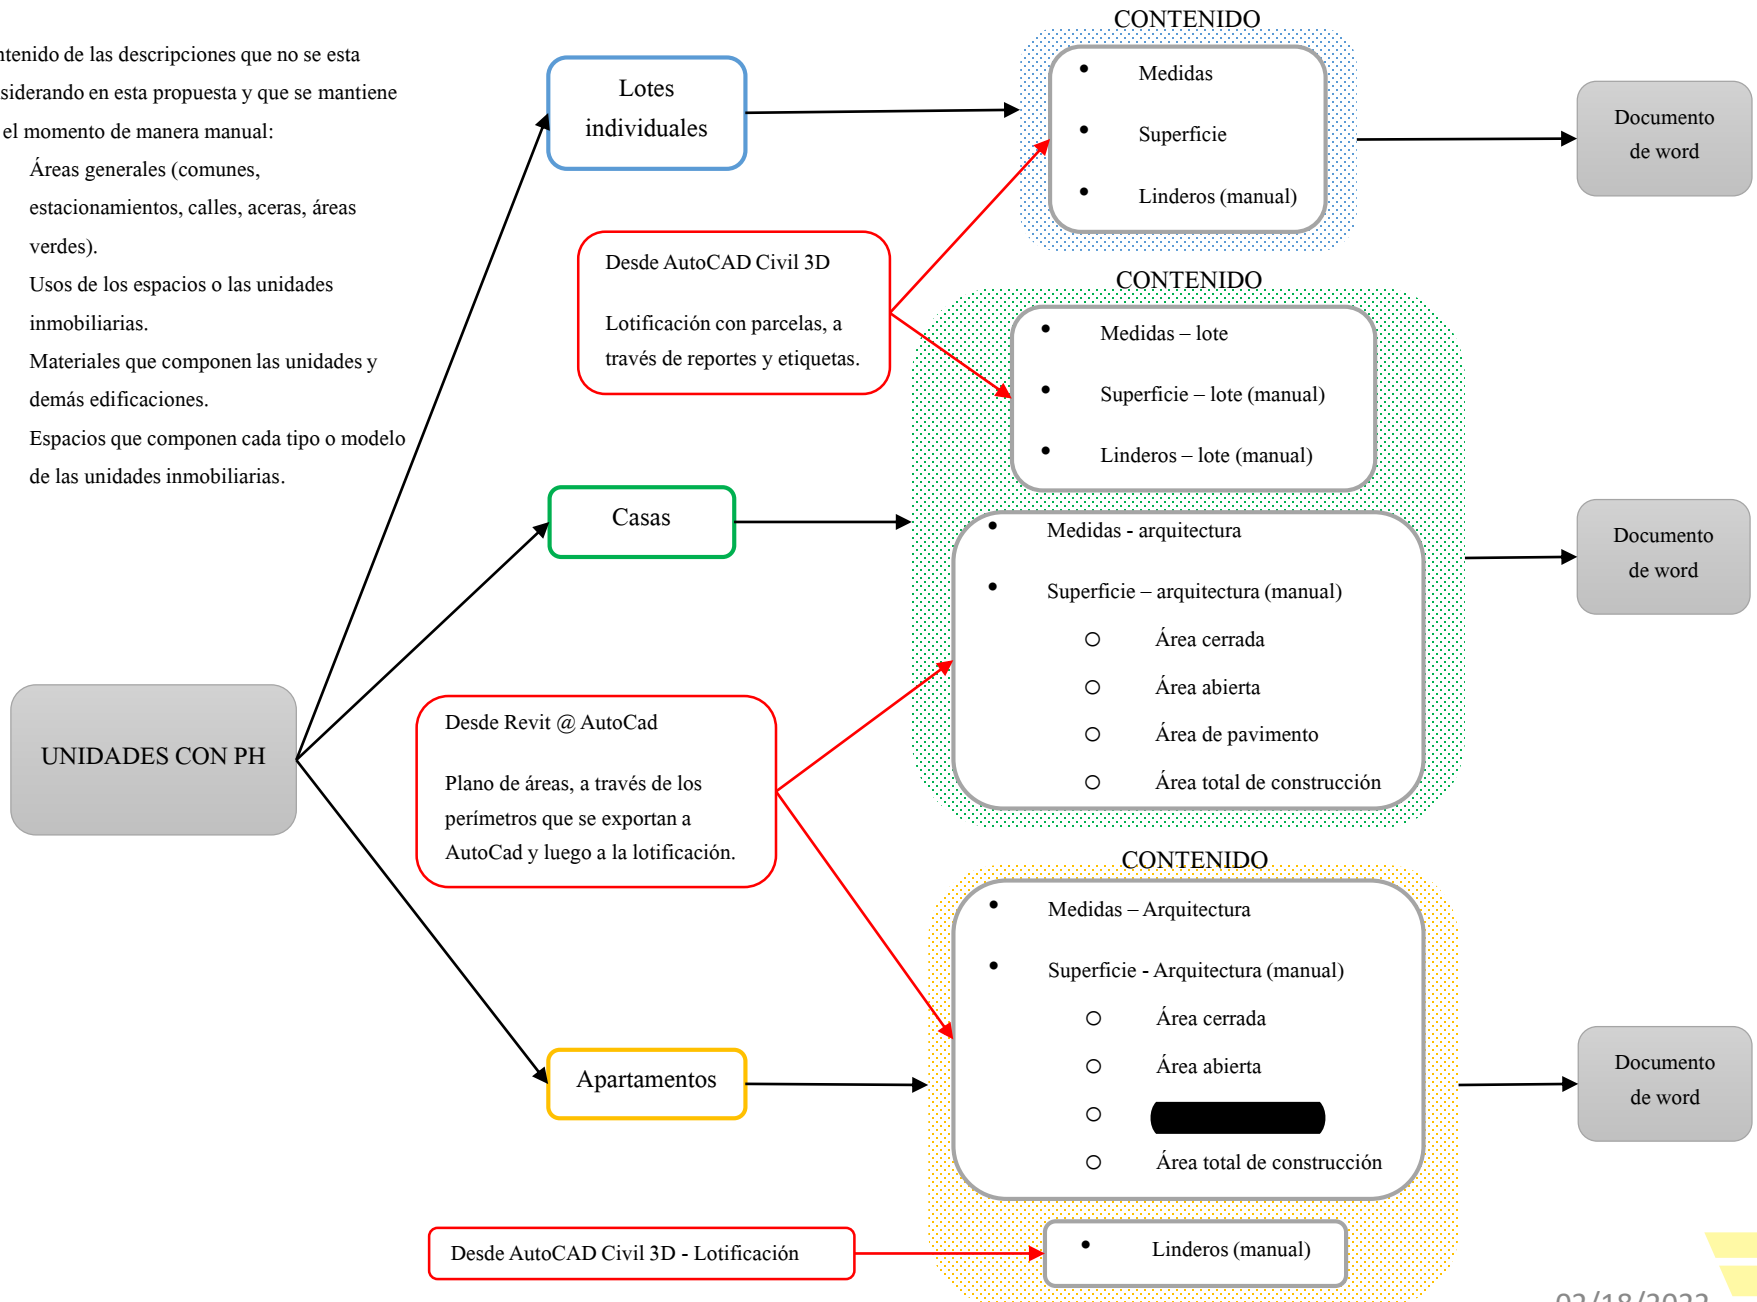 ntenido de las descripciones que no se esta
siderando en esta propuesta y que se mantiene
el momento de manera manual:
Áreas generales (comunes,
estacionamientos, calles, aceras, áreas
verdes).
Usos de los espacios o las unidades
inmobiliarias.
Materiales que componen las unidades y
demás edificaciones.
Espacios que componen cada tipo o modelo
de las unidades inmobiliarias.
UNIDADES CON PH
Lotes
individuales
Desde AutoCAD Civil 3D
Lotificación con parcelas, a
través de reportes y etiquetas.
CONTENIDO
• Medidas
• Superficie
• Linderos (manual)
Documento
de word
Casas
Desde Revit @ AutoCad
Plano de áreas, a través de los
perímetros que se exportan a
AutoCad y luego a la lotificación.
CONTENIDO
• Medidas – lote
• Superficie – lote (manual)
• Linderos – lote (manual)
• Medidas - arquitectura
• Superficie – arquitectura (manual)
o Área cerrada
o Área abierta
o Área de pavimento
o Área total de construcción
Documento
de word
Apartamentos
CONTENIDO
• Medidas – Arquitectura
• Superficie - Arquitectura (manual)
o Área cerrada
o Área abierta
o
o Área total de construcción
Desde AutoCAD Civil 3D - Lotificación
• Linderos (manual)
Documento
de word